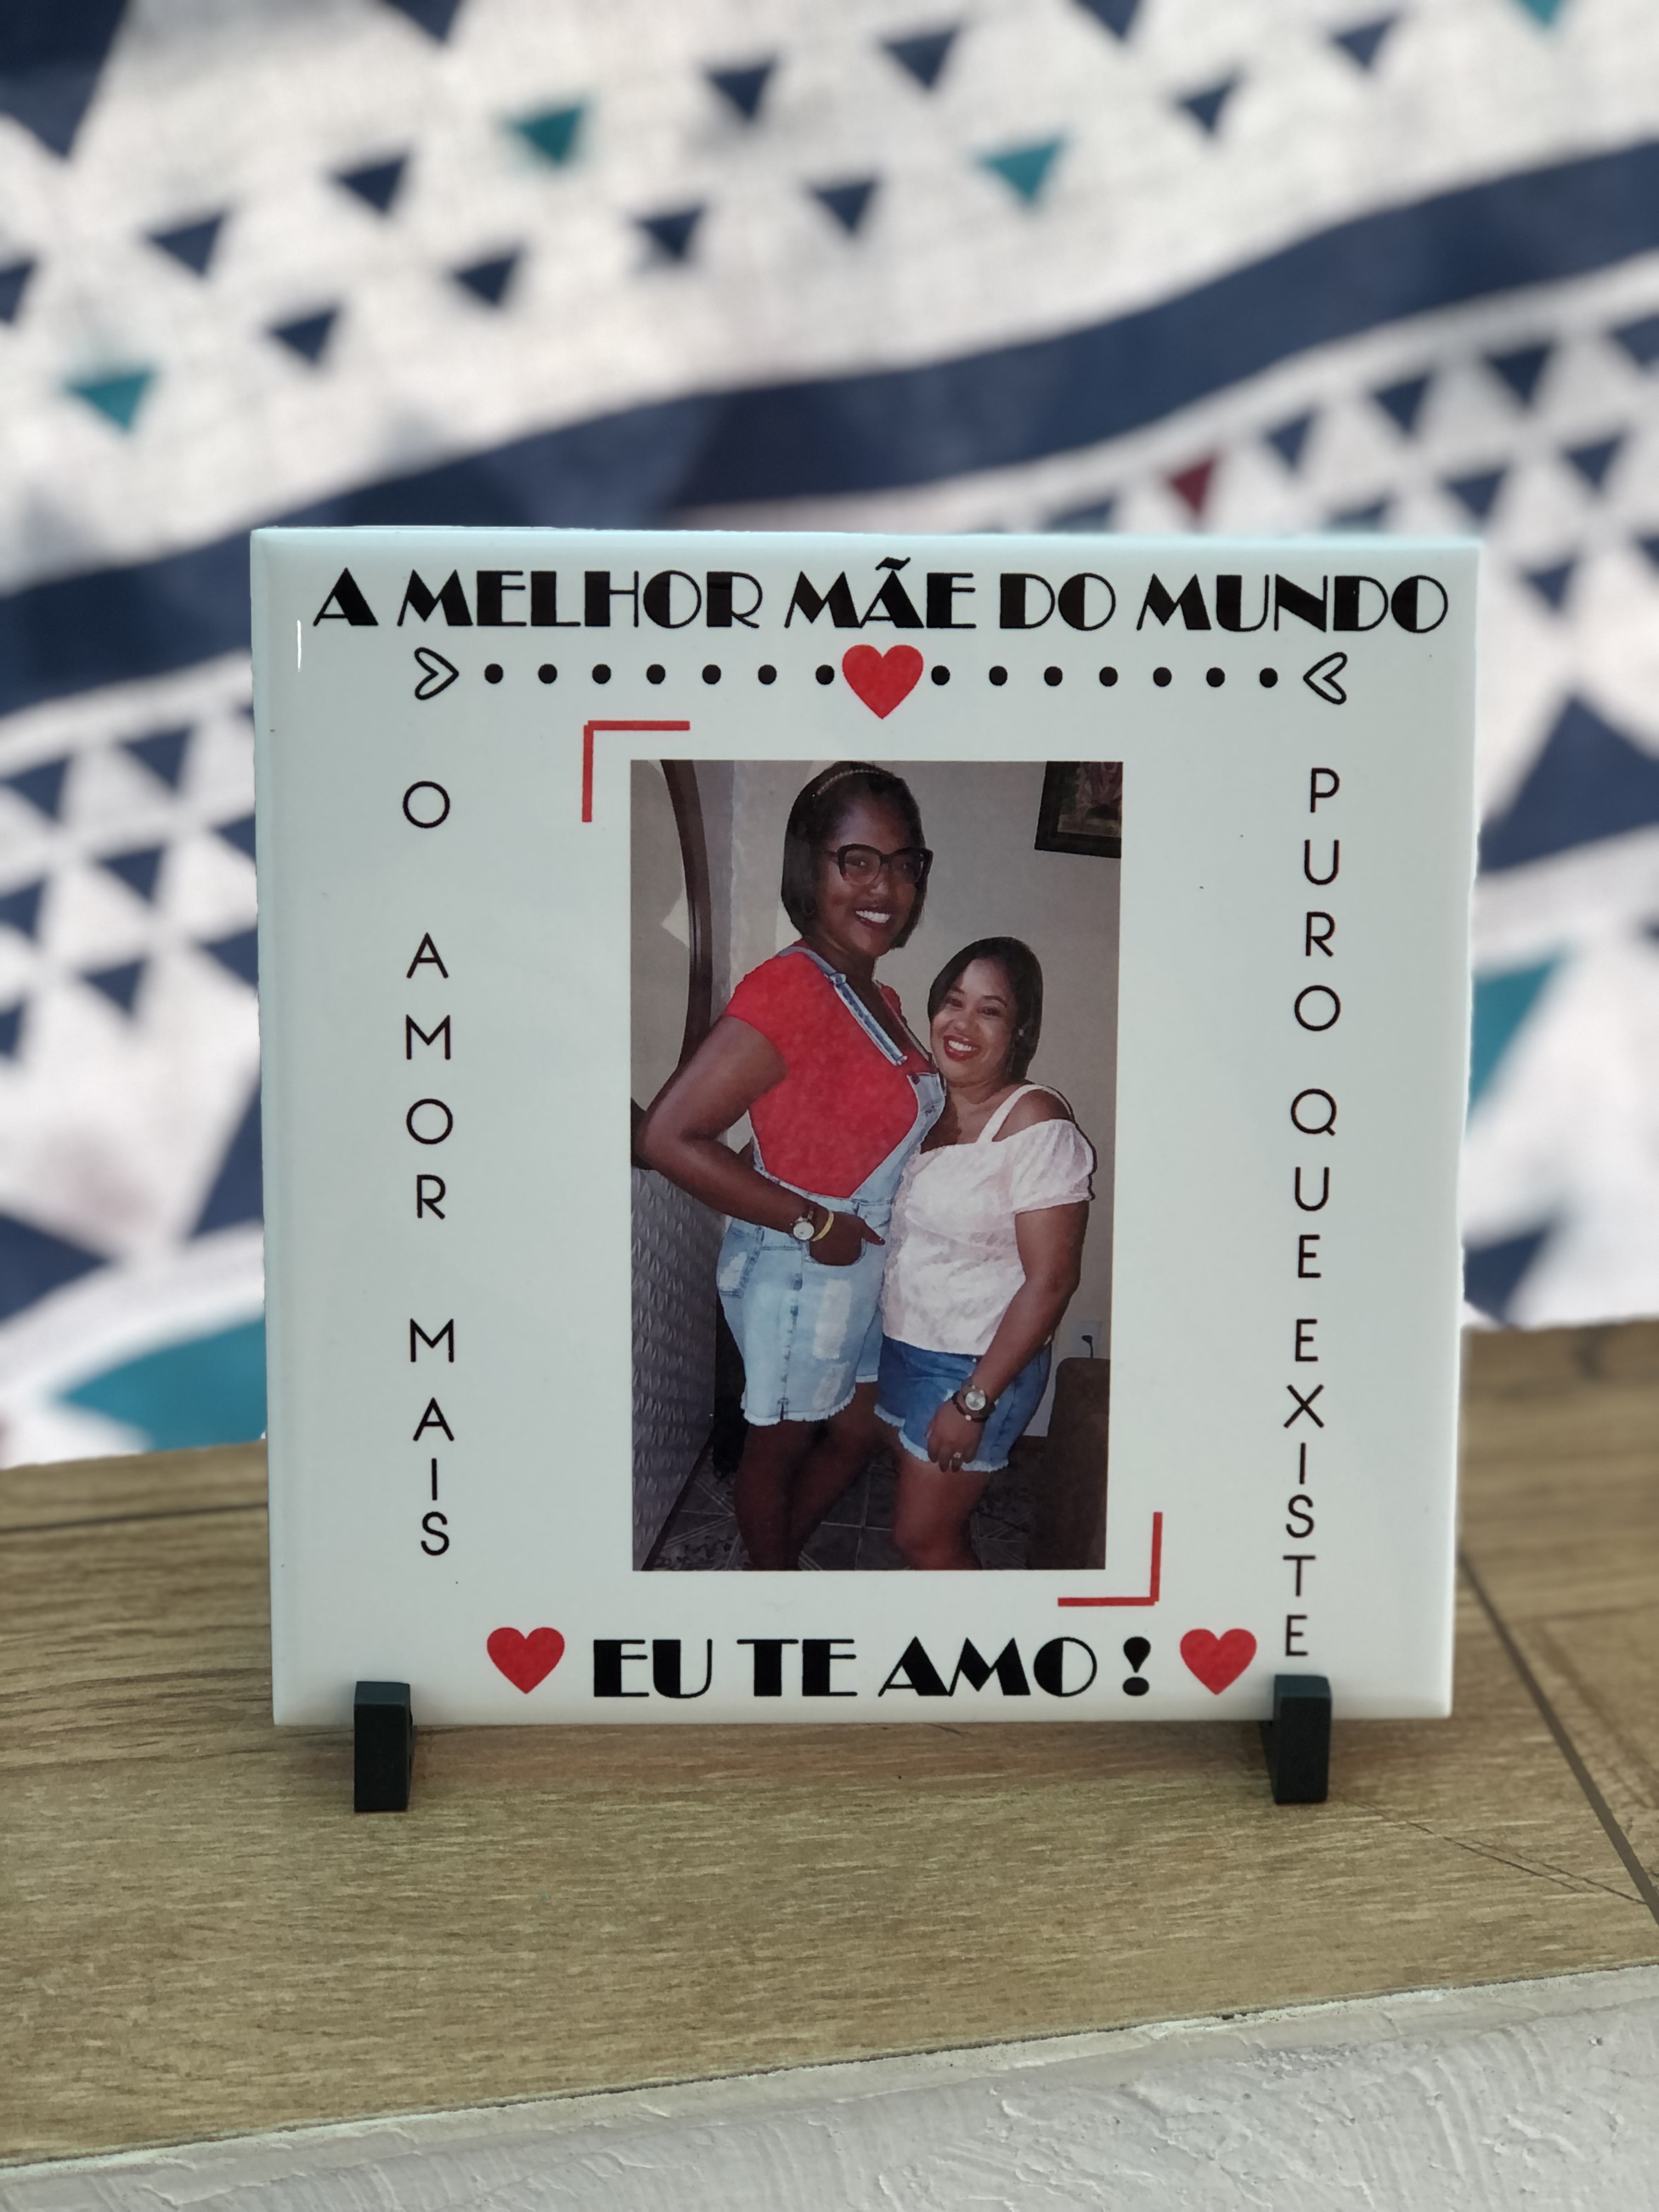 A MELHOR MÃE DO MUNDO
O AMOR MAIS
PURO QUE EXISTE
EU TE AMO !